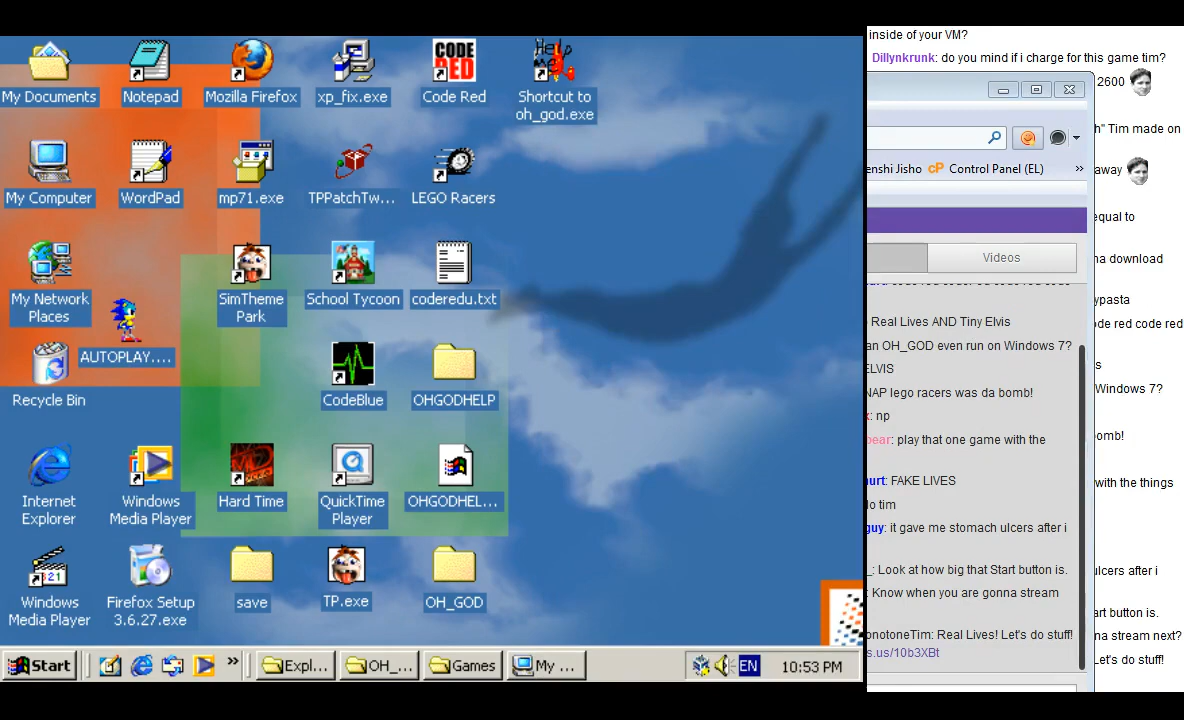 My Documents
Notepad
Mozilla Firefox
xp_fix.exe
CODE
RED
Code Red
Help
me
Shortcut to
oh_god.exe
My Computer
WordPad
mp71.exe
TPPatchTw...
LEGO Racers
My Network
Places
AUTOPLAY....
SimTheme
Park
School Tycoon
coderedu.txt
Recycle Bin
CodeBlue
OHGODHELP
Internet
Explorer
Windows
Media Player
Hard Time
QuickTime
Player
OHGODHEL...
321
Windows
Media Player
Firefox Setup
3.6.27.exe
save
TP.exe
OH_GOD
Start
»
Expl...
OH_...
Games
My ...
EN
10:53 PM
inside of your VM?
Dillynkrunk: do you mind if i charge for this game tim?
2600
h" Tim made on
enshi Jisho
cP Control Panel (EL)
»
away
equal to
Videos
na download
ypasta
de red code red
Real Lives AND Tiny Elvis
an OH_GOD even run on Windows 7?
ELVIS
s
Windows 7?
NAP lego racers was da bomb!
: np
bear: play that one game with the
omb!
urt: FAKE LIVES
with the things
lo tim
guy: it gave me stomach ulcers after i
_: Look at how big that Start button is.
ulcers after i
: Know when you are gonna stream
art button is.
onotoneTim: Real Lives! Let's do stuff!
na stream next?
s.us/10b3XBt
Let's do stuff!